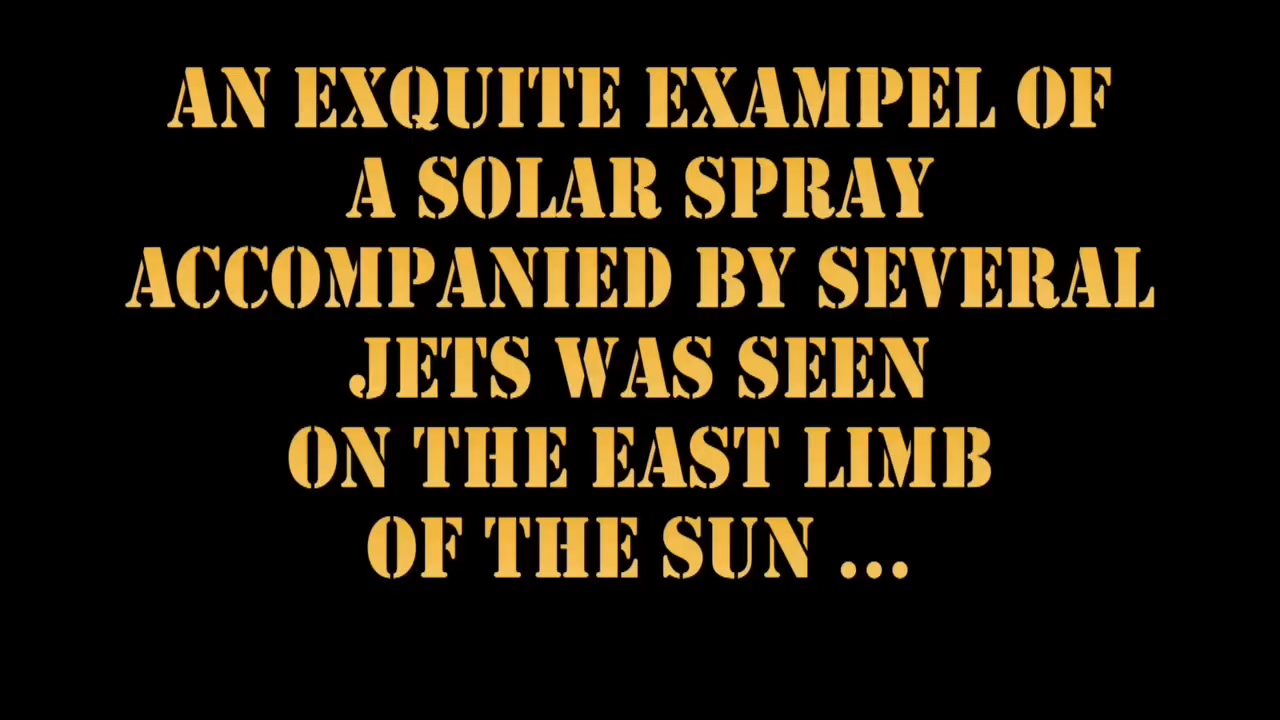 AN EXQUITE EXAMPEL OF
A SOLAR SPRAY
ACCOMPANIED BY SEVERAL
JETS WAS SEEN
ON THE EAST LIMB
OF THE SUN ...